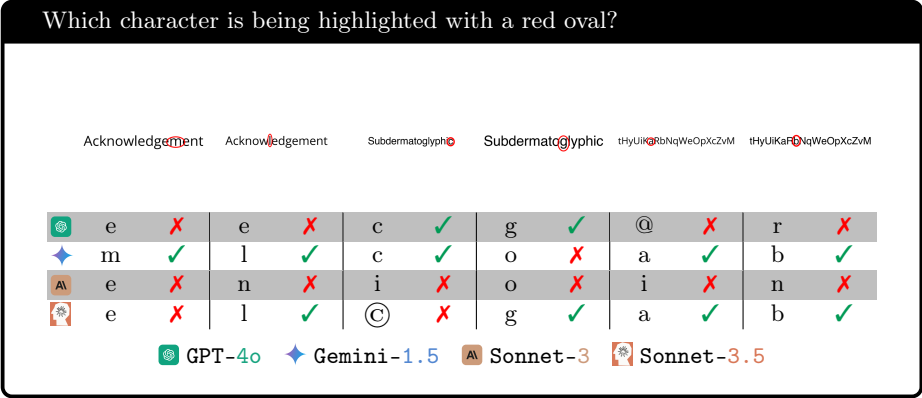 Which character is being highlighted with a red oval?
Acknowledgement Acknowledgement Subdermatoglyphic Subdermatoglyphic tHyUiKaRbNqWeOpXcZvM tHyUiKaRbNqWeOpXcZvM
e ✗ e ✗ c ✓ g ✓ @ ✗ r ✗
m ✓ l ✓ c ✓ o ✗ a ✓ b ✓
e ✗ n ✗ i ✗ o ✗ i ✗ n ✗
e ✗ l ✓ © ✗ g ✓ a ✓ b ✓
GPT-4o Gemini-1.5 Sonnet-3 Sonnet-3.5